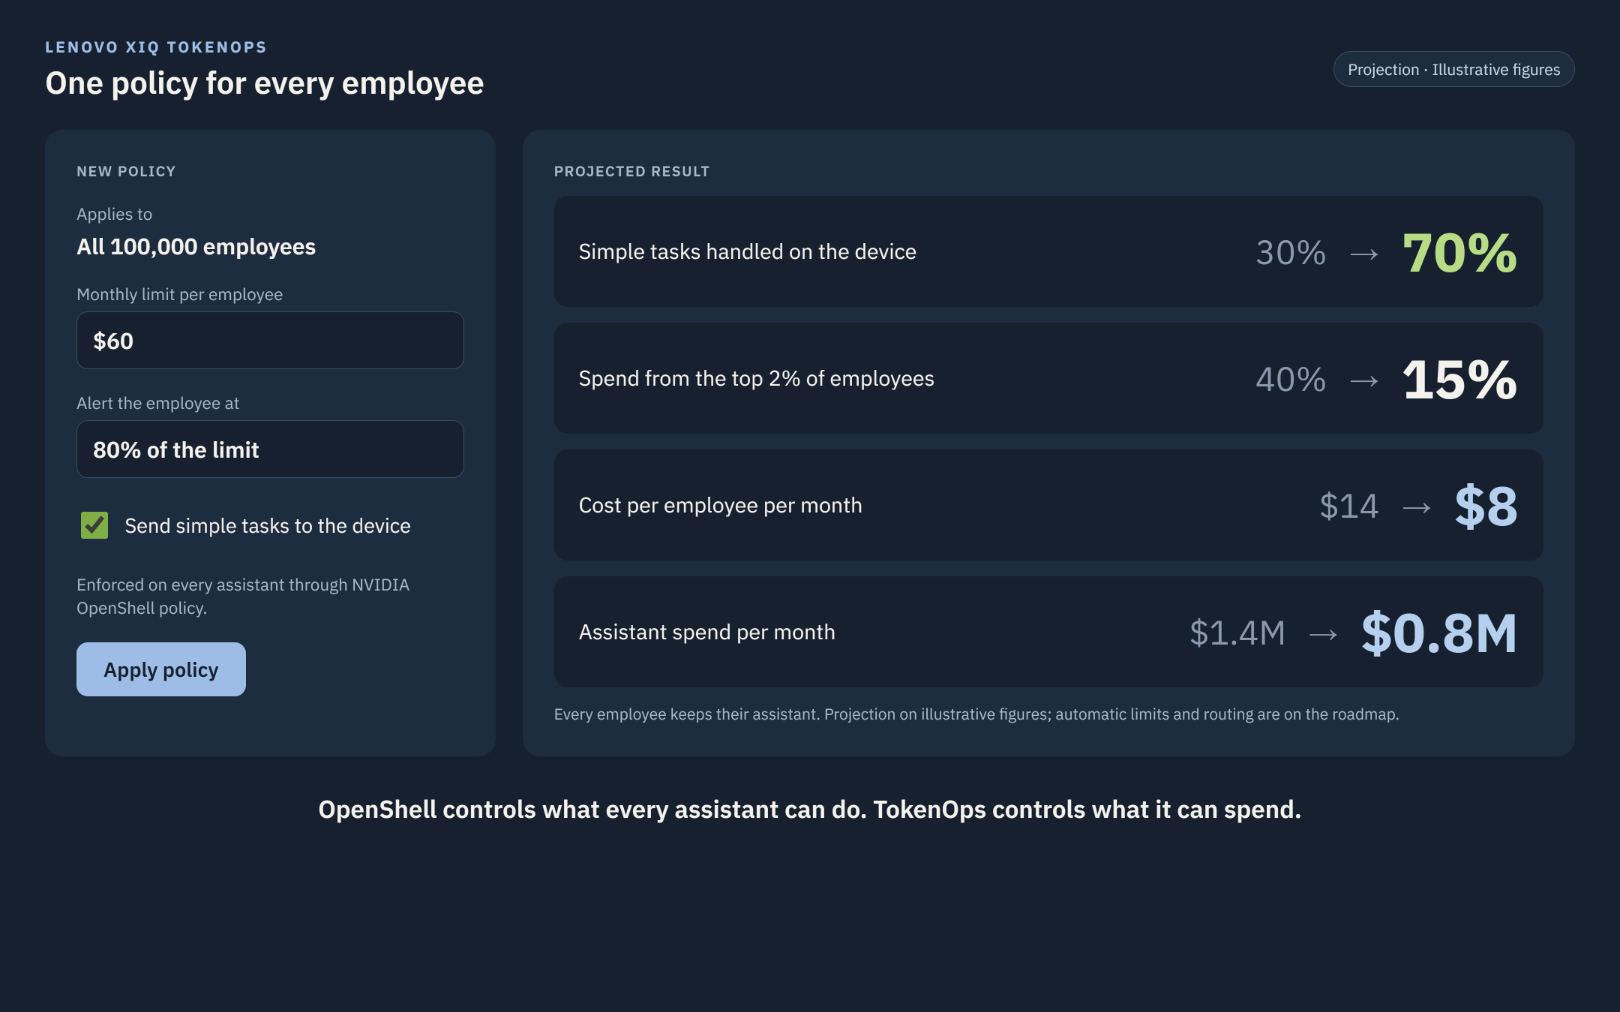 LENOVO XIQ TOKENOPS
One policy for every employee
Projection · Illustrative figures
NEW POLICY
Applies to
All 100,000 employees
Monthly limit per employee
$60
Alert the employee at
80% of the limit
Send simple tasks to the device
Enforced on every assistant through NVIDIA
OpenShell policy.
Apply policy
PROJECTED RESULT
Simple tasks handled on the device 30% → 70%
Spend from the top 2% of employees 40% → 15%
Cost per employee per month $14 → $8
Assistant spend per month $1.4M → $0.8M
Every employee keeps their assistant. Projection on illustrative figures; automatic limits and routing are on the roadmap.
OpenShell controls what every assistant can do. TokenOps controls what it can spend.